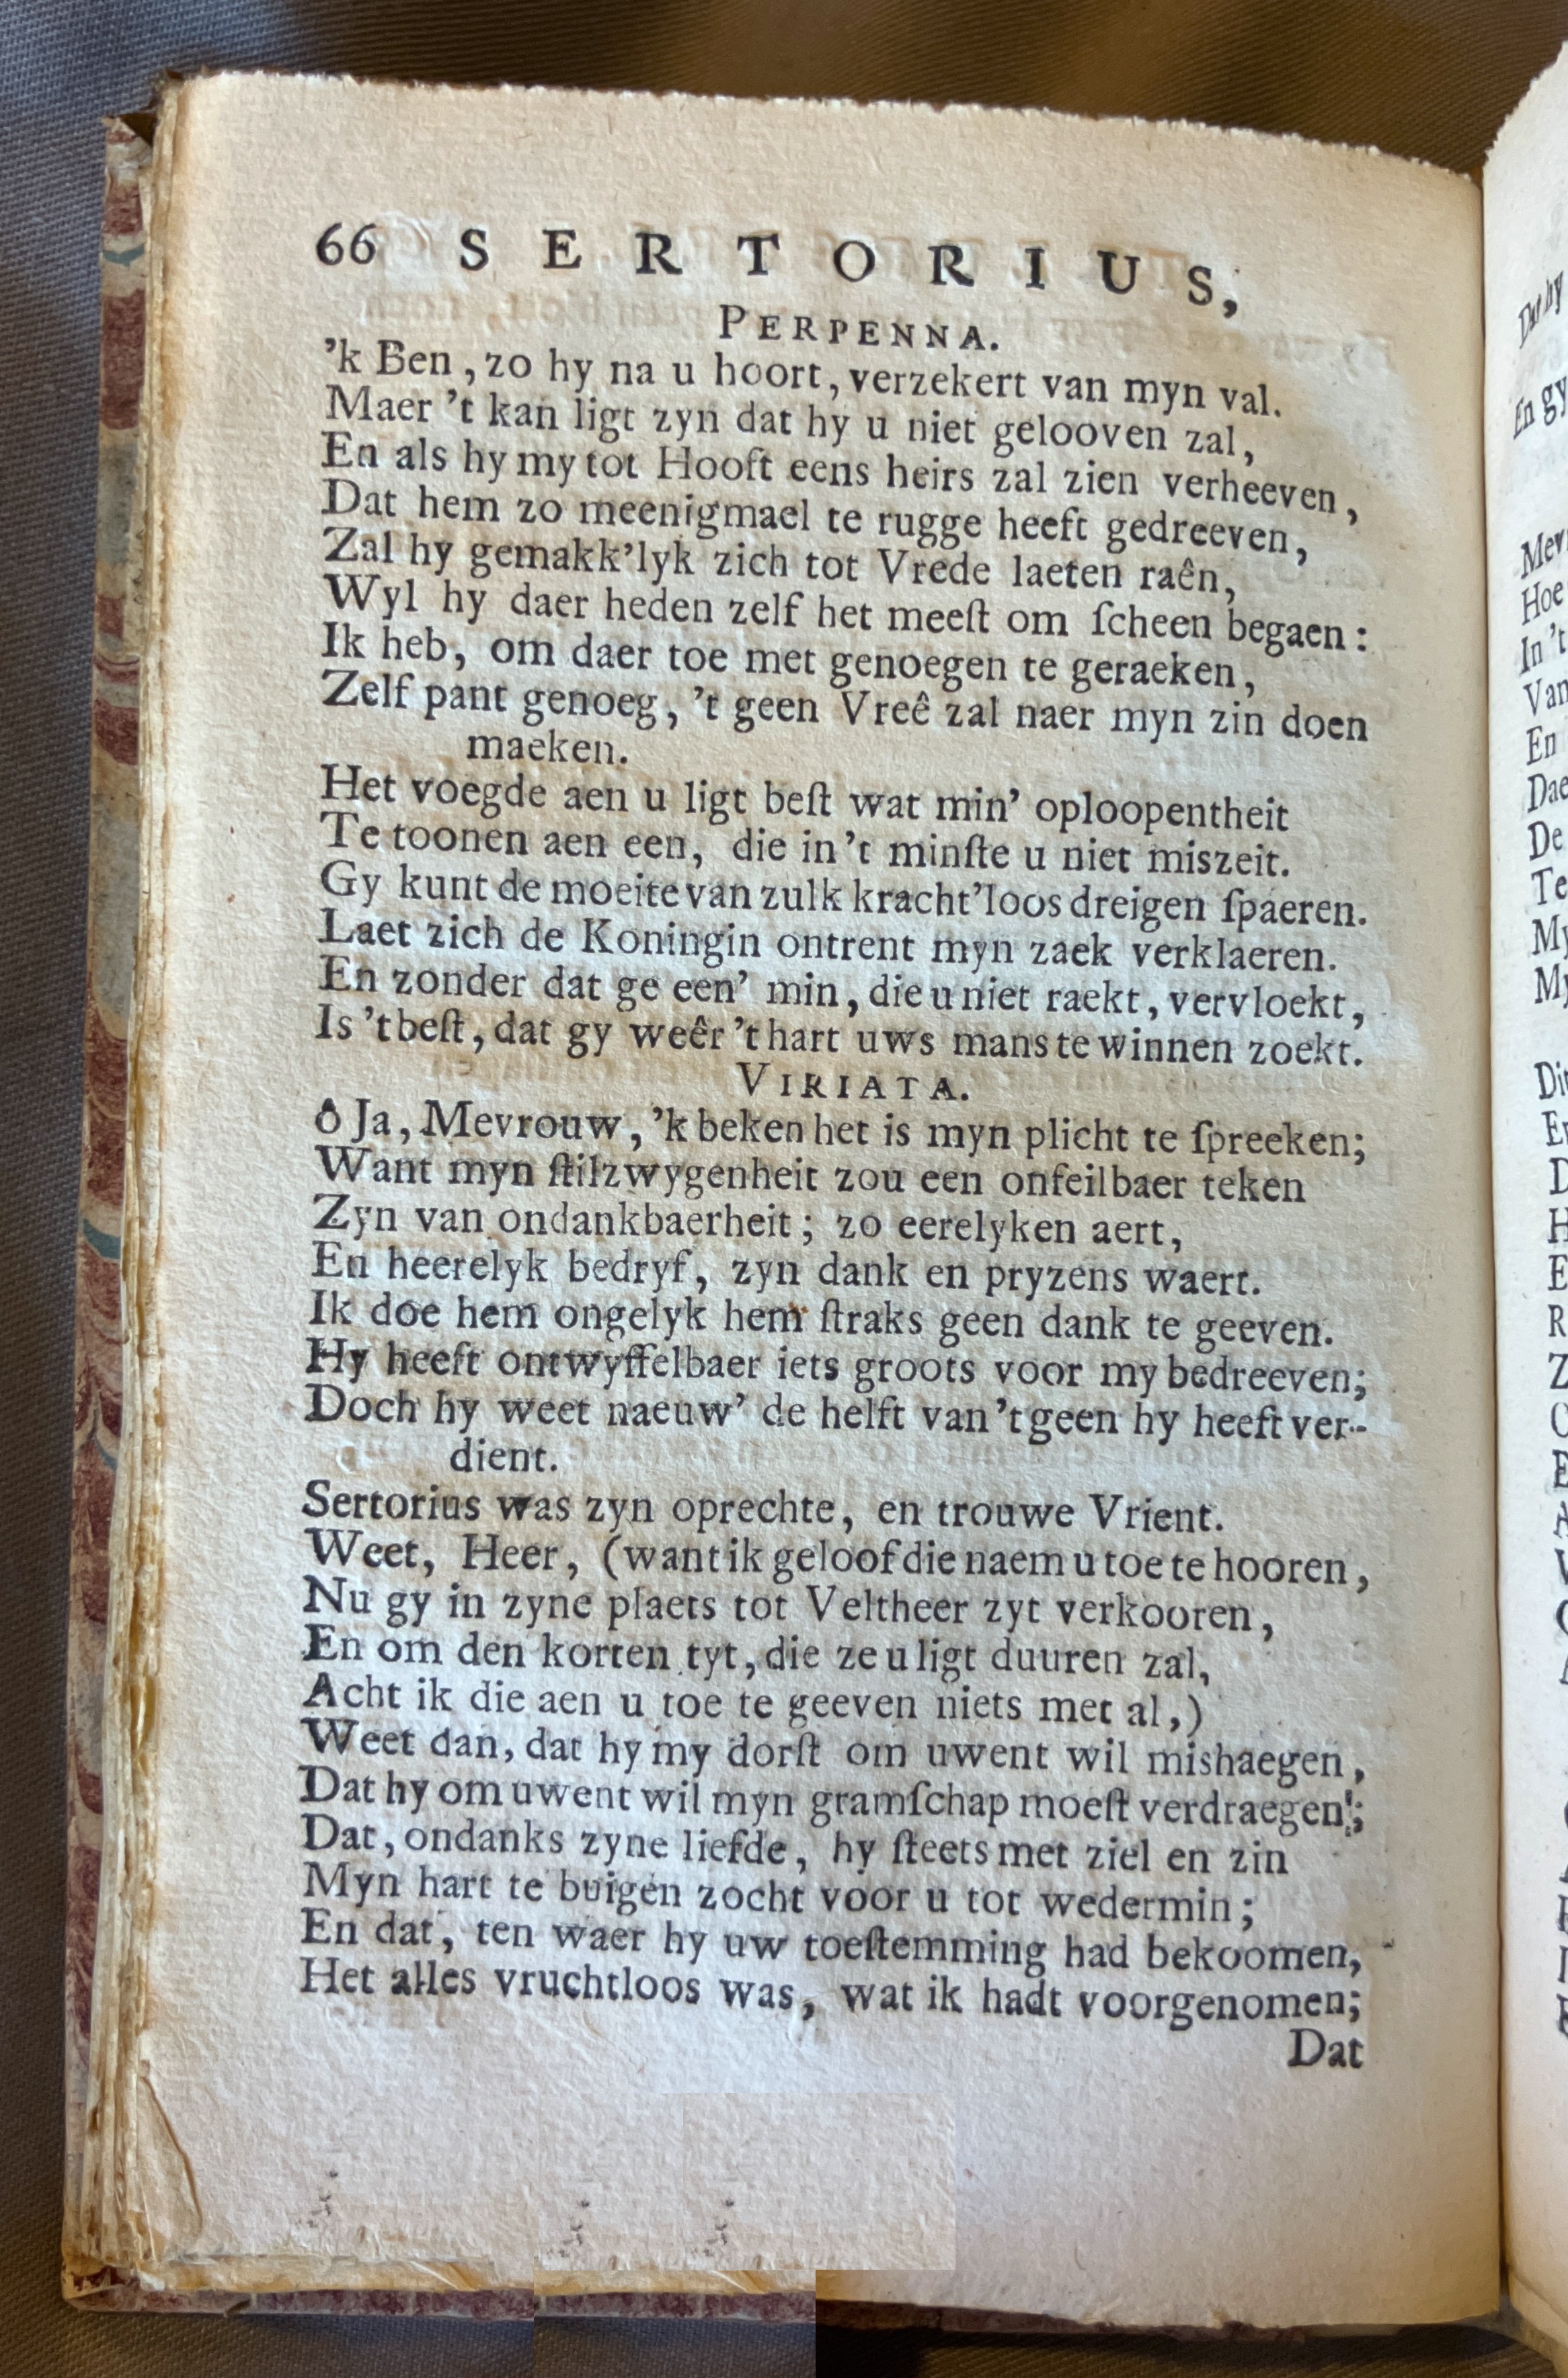 66 SERTORIUS,
PERPENNA.
'k Ben, zo hy na u hoort, verzekert van myn val.
Maer 't kan ligt zyn dat hy u niet gelooven zal,
En als hy my tot Hooft eens heirs zal zien verheeven,
Dat hem zo meenigmael te rugge heeft gedreeven,
Zal hy gemakk'lyk zich tot Vrede laeten raên,
Wyl hy daer heden zelf het meeſt om ſcheen begaen:
Ik heb, om daer toe met genoegen te geraeken,
Zelf pant genoeg, 't geen Vreê zal naer myn zin doen
maeken.
Het voegde aen u ligt beſt wat min' oploopentheit
Te toonen aen een, die in 't minſte u niet miszeit.
Gy kunt de moeite van zulk kracht'loos dreigen ſpaeren.
Laet zich de Koningin ontrent myn zaek verklaeren.
En zonder dat ge een' min, die u niet raekt, vervloekt,
Is 't beſt, dat gy weêr 't hart uws mans te winnen zoekt.
VIRIATA.
ô Ja, Mevrouw, 'k beken het is myn plicht te ſpreeken;
Want myn ſtilzwygenheit zou een onfeilbaer teken
Zyn van ondankbaerheit; zo eerelyken aert,
En heerelyk bedryf, zyn dank en pryzens waert.
Ik doe hem ongelyk hem ſtraks geen dank te geeven.
Hy heeft ontwyffelbaer iets groots voor my bedreeven;
Doch hy weet naeuw' de helft van 't geen hy heeft ver-
dient.
Sertorius was zyn oprechte, en trouwe Vrient.
Weet, Heer, (want ik geloof die naem u toe te hooren,
Nu gy in zyne plaets tot Veltheer zyt verkooren,
En om den korten tyt, die ze u ligt duuren zal,
Acht ik die aen u toe te geeven niets met al,)
Weet dan, dat hy my dorſt om uwent wil mishaegen,
Dat hy om uwent wil myn gramſchap moeſt verdraegen;
Dat, ondanks zyne liefde, hy ſteets met ziel en zin
Myn hart te buigen zocht voor u tot wedermin;
En dat, ten waer hy uw toeſtemming had bekoomen,
Het alles vruchtloos was, wat ik hadt voorgenomen;
Dat